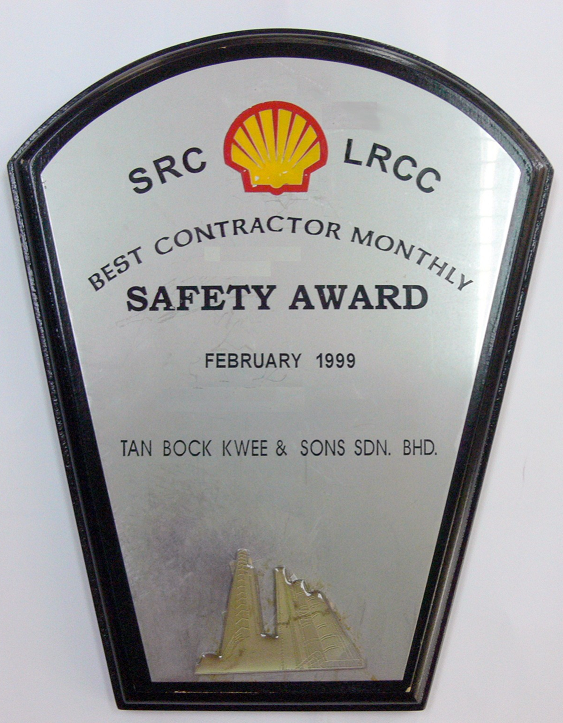 SRC LRCC
BEST CONTRACTOR MONTHLY
SAFETY AWARD
FEBRUARY 1999
TAN BOCK KWEE & SONS SDN. BHD.